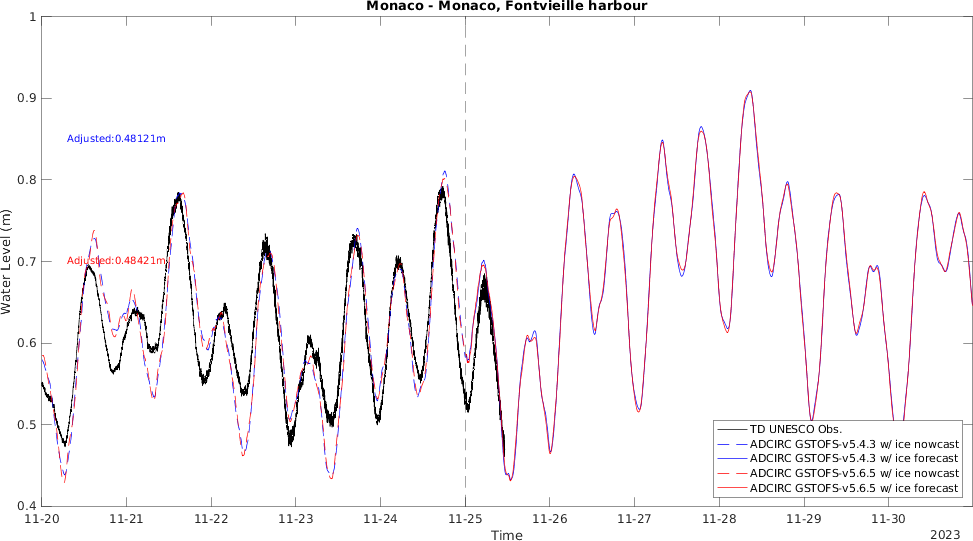 Monaco - Monaco, Fontvieille harbour
1
0.9
0.8
0.7
0.6
0.5
0.4
Water Level (m)
Adjusted:0.48121m
Adjusted:0.48421m
TD UNESCO Obs.
ADCIRC GSTOFS-v5.4.3 w/ ice nowcast
ADCIRC GSTOFS-v5.4.3 w/ ice forecast
ADCIRC GSTOFS-v5.6.5 w/ ice nowcast
ADCIRC GSTOFS-v5.6.5 w/ ice forecast
11-20 11-21 11-22 11-23 11-24 11-25 11-26 11-27 11-28 11-29 11-30
Time
2023